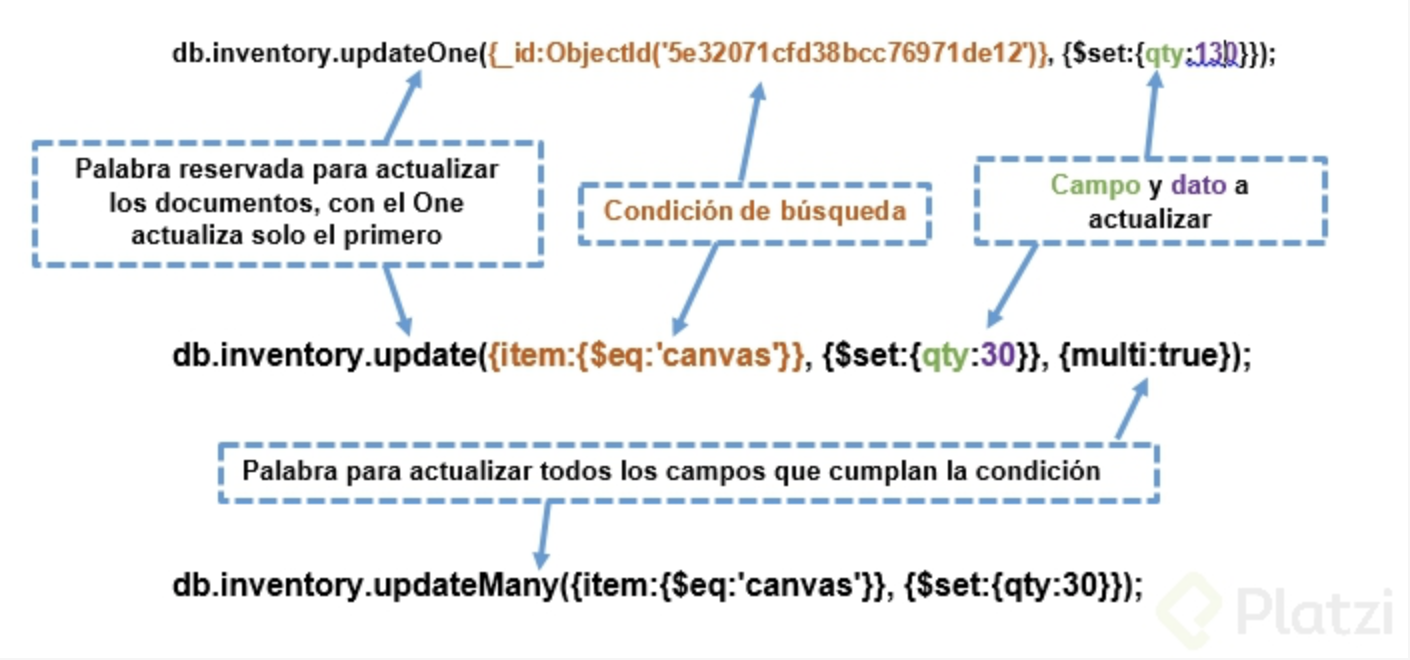 db.inventory.updateOne({_id:ObjectId('5e32071cfd38bcc76971de12')}, {$set:{qty:130}});
Palabra reservada para actualizar
los documentos, con el One
actualiza solo el primero
Condición de búsqueda
Campo y dato a
actualizar
db.inventory.update({item:{$eq:'canvas'}}, {$set:{qty:30}}, {multi:true});
Palabra para actualizar todos los campos que cumplan la condición
db.inventory.updateMany({item:{$eq:'canvas'}}, {$set:{qty:30}});
Platzi